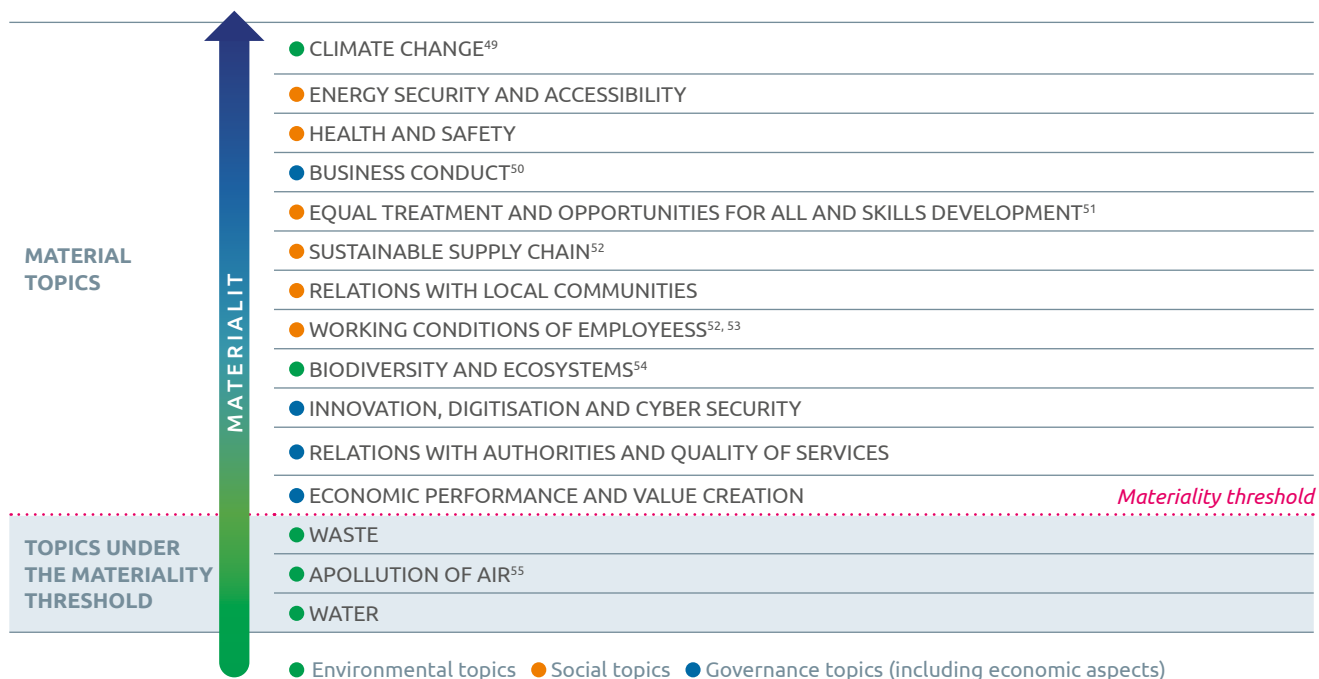 CLIMATE CHANGE⁴⁹
ENERGY SECURITY AND ACCESSIBILITY
HEALTH AND SAFETY
BUSINESS CONDUCT⁵⁰
EQUAL TREATMENT AND OPPORTUNITIES FOR ALL AND SKILLS DEVELOPMENT⁵¹
MATERIAL
TOPICS
SUSTAINABLE SUPPLY CHAIN⁵²
RELATIONS WITH LOCAL COMMUNITIES
WORKING CONDITIONS OF EMPLOYEESS⁵², ⁵³
BIODIVERSITY AND ECOSYSTEMS⁵⁴
INNOVATION, DIGITISATION AND CYBER SECURITY
RELATIONS WITH AUTHORITIES AND QUALITY OF SERVICES
ECONOMIC PERFORMANCE AND VALUE CREATION
Materiality threshold
MATERIALIT
TOPICS UNDER
THE MATERIALITY
THRESHOLD
WASTE
APOLLUTION OF AIR⁵⁵
WATER
Environmental topics Social topics Governance topics (including economic aspects)